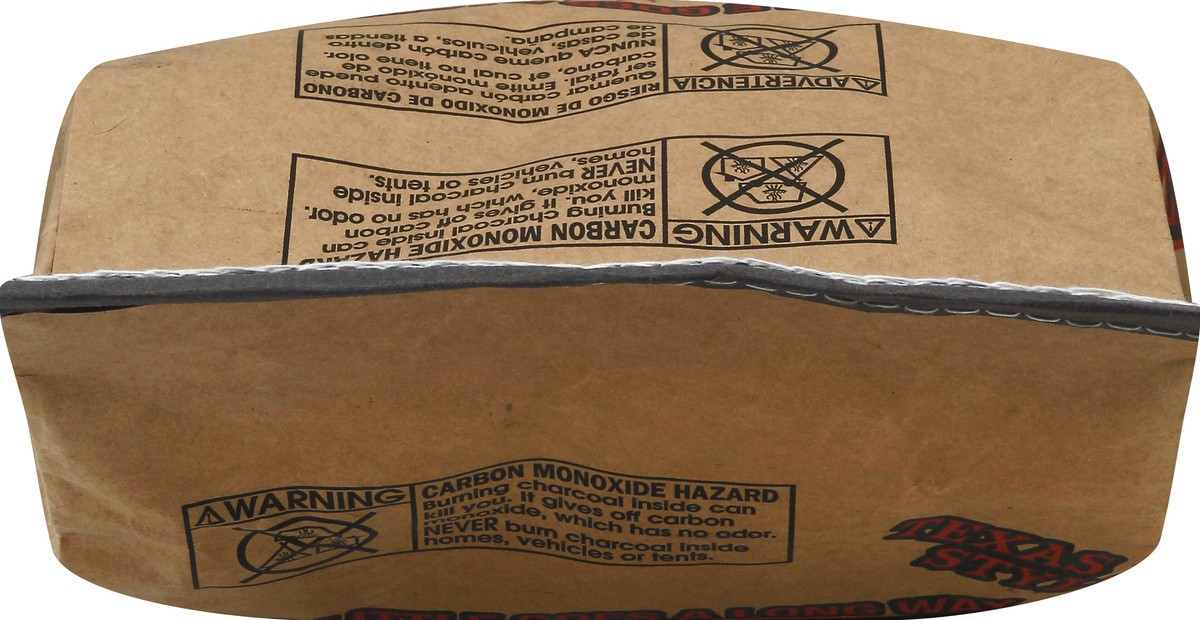 RIESGO DE MONOXIDO DE CARBONO
Quemar carbón adentro puede
ser fatal. Emite monóxido de
carbono, et cual no tiene olor.
NUNCA queme carbón dentro
de casas, vehículos, a tiendas
de campaña.
ADVERTENCIA
CARBON MONOXIDE HAZARD
Burning charcoal inside can
kill you. It gives off carbon
monoxide, which has no odor.
NEVER burn charcoal inside
homes, vehicles or tents.
WARNING
WARNING
CARBON MONOXIDE HAZARD
Burning charcoal inside can
kill you. It gives off carbon
monoxide, which has no odor.
NEVER burn charcoal inside
homes, vehicles or tents.
TEXAS
GOES A LONG WAY